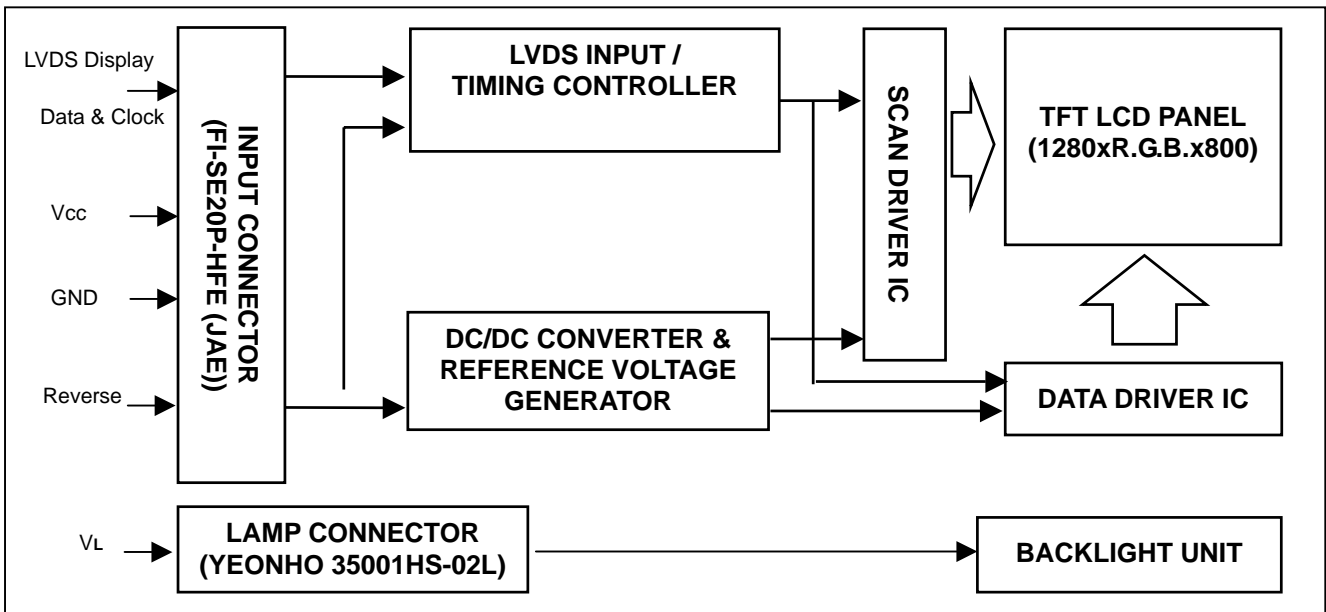 LVDS Display
Data & Clock
Vcc
GND
Reverse
INPUT CONNECTOR
(FI-SE20P-HFE (JAE))
LVDS INPUT /
TIMING CONTROLLER
DC/DC CONVERTER &
REFERENCE VOLTAGE
GENERATOR
SCAN DRIVER IC
TFT LCD PANEL
(1280xR.G.B.x800)
DATA DRIVER IC
VL
LAMP CONNECTOR
(YEONHO 35001HS-02L)
BACKLIGHT UNIT